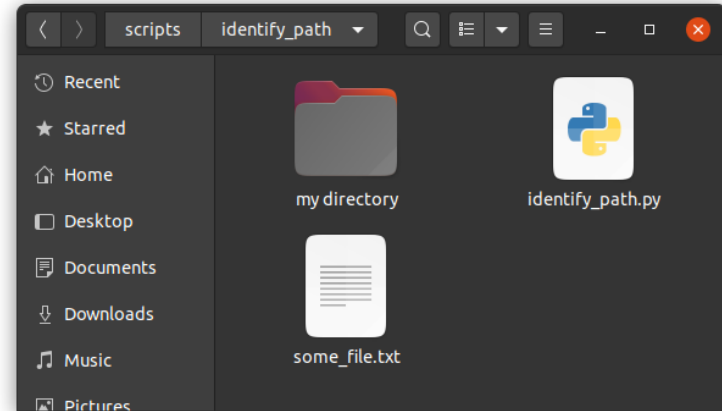 scripts identify_path
Recent
Starred
Home
Desktop
Documents
Downloads
Music
Pictures
my directory
identify_path.py
some_file.txt